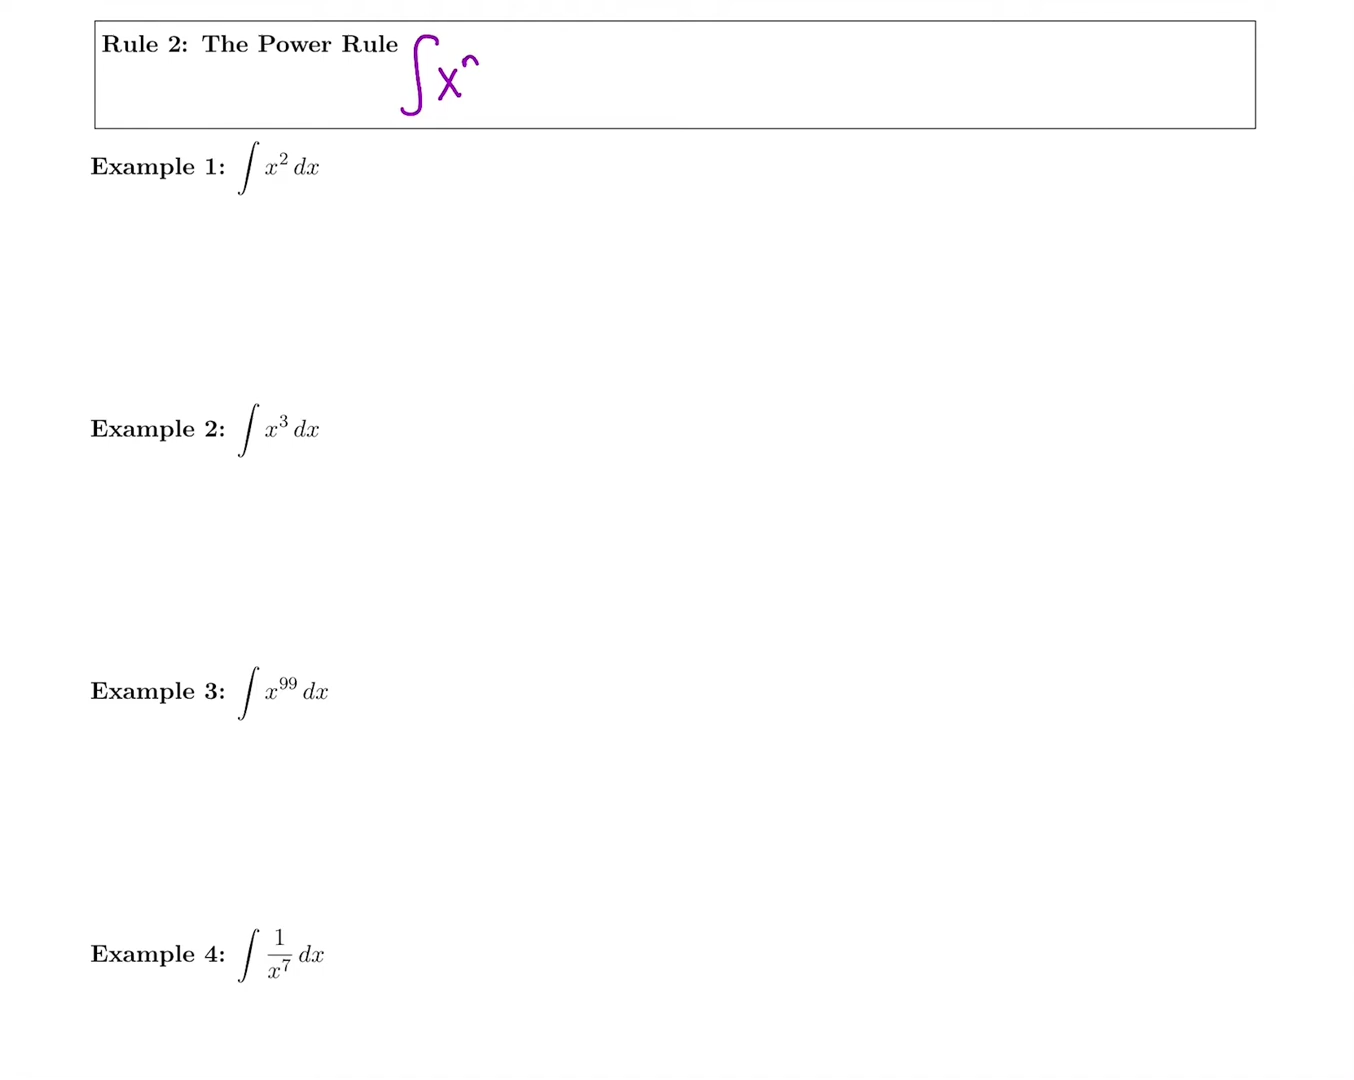 Rule 2: The Power Rule ∫xⁿ
Example 1: ∫ x² dx
Example 2: ∫ x³ dx
Example 3: ∫ x⁹⁹ dx
Example 4: ∫ 1/x⁷ dx